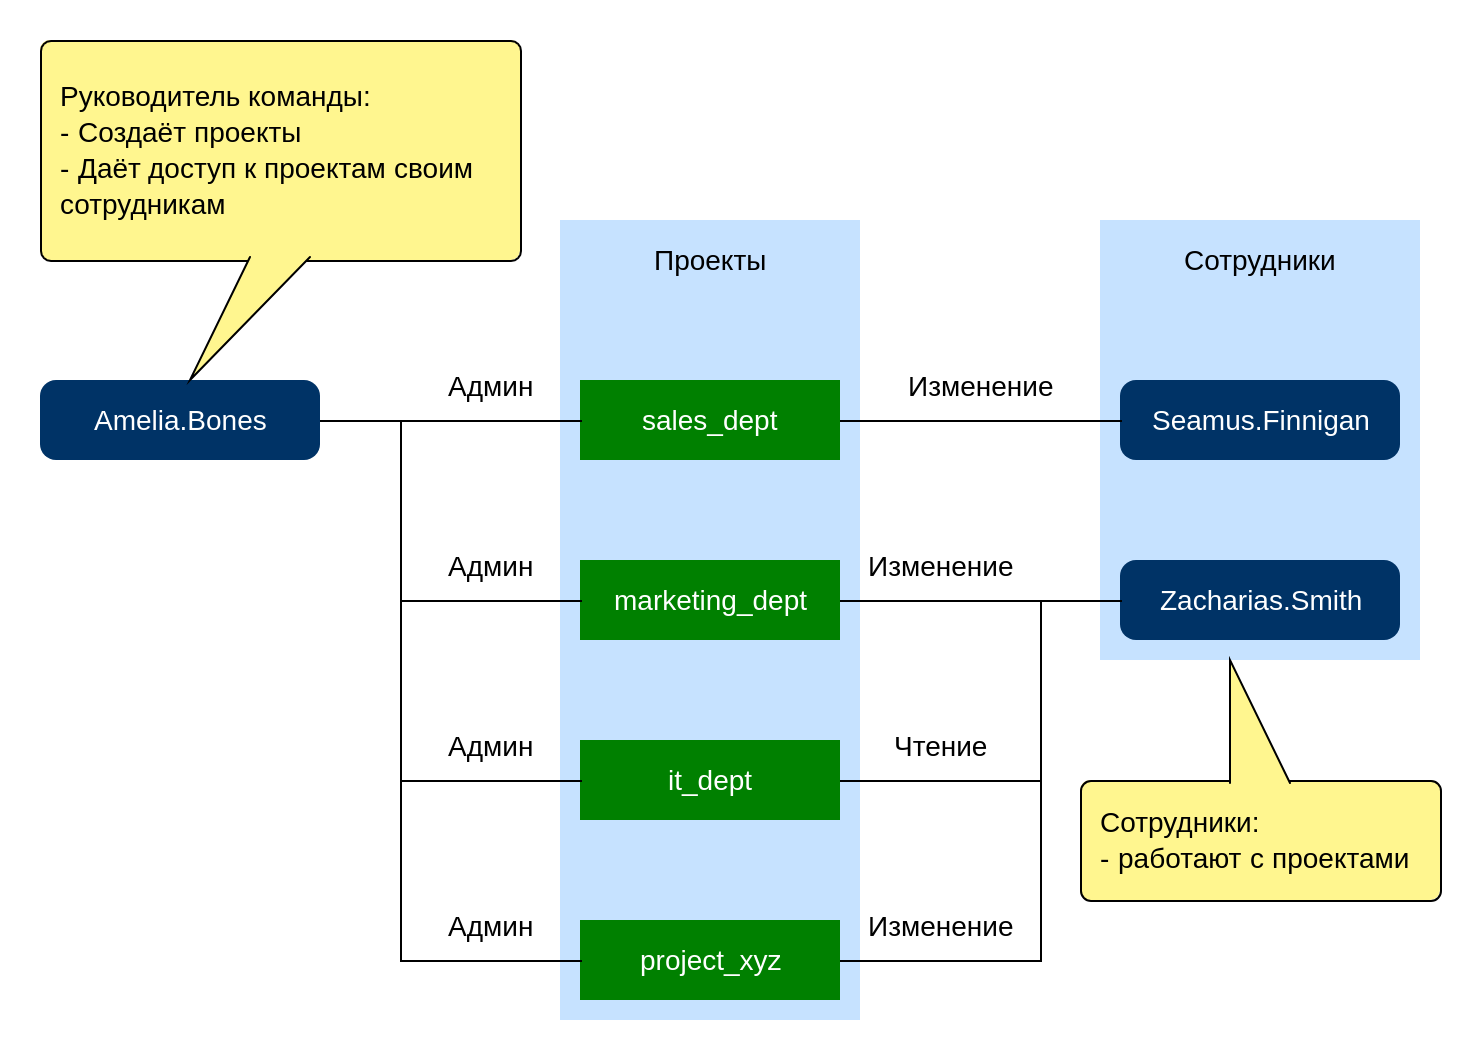 Руководитель команды:
- Создаёт проекты
- Даёт доступ к проектам своим
сотрудникам
Проекты
Сотрудники
Amelia.Bones
Админ
sales_dept
Изменение
Seamus.Finnigan
Админ
marketing_dept
Изменение
Zacharias.Smith
Админ
it_dept
Чтение
Сотрудники:
- работают с проектами
Админ
project_xyz
Изменение